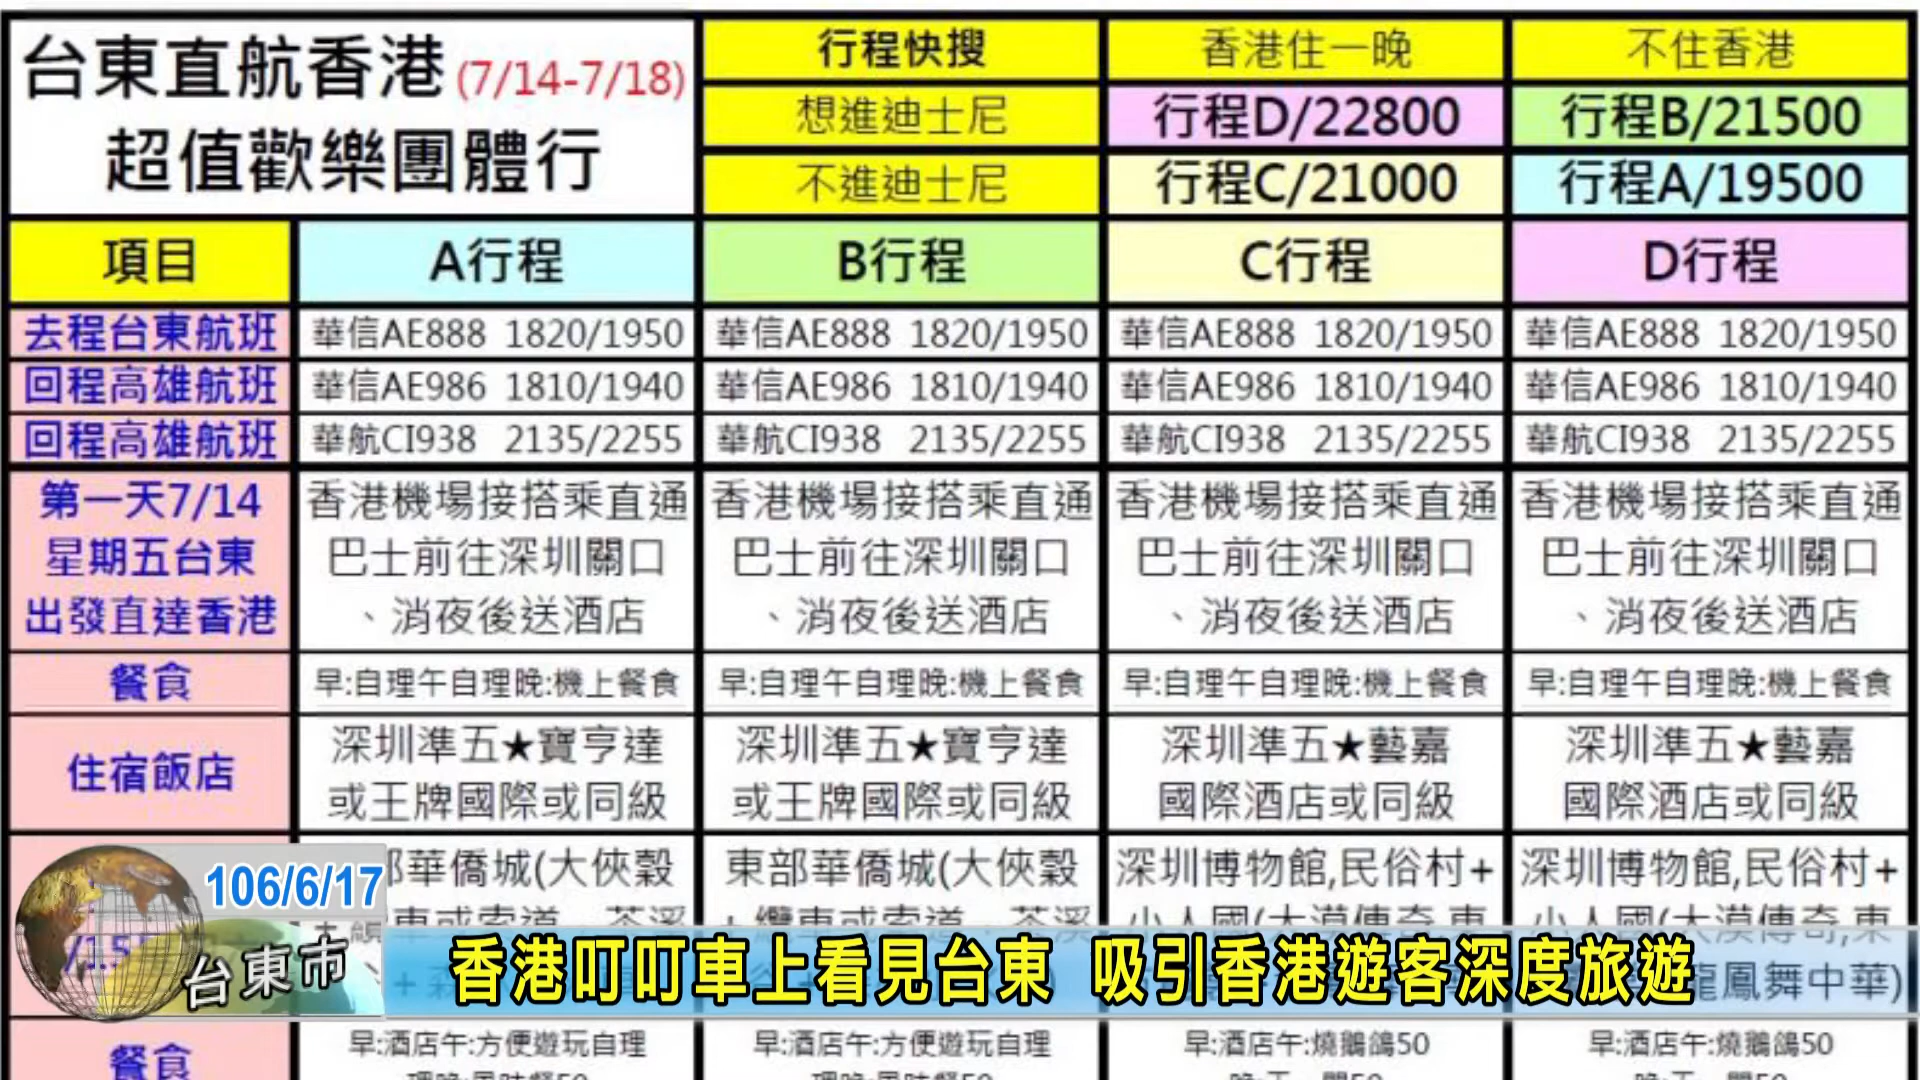 台東直航香港(7/14-7/18)
超值歡樂團體行
行程快搜 香港住一晚 不住香港
想進迪士尼 行程D/22800 行程B/21500
不進迪士尼 行程C/21000 行程A/19500
項目 A行程 B行程 C行程 D行程
去程台東航班 華信AE888 1820/1950 華信AE888 1820/1950 華信AE888 1820/1950 華信AE888 1820/1950
回程高雄航班 華信AE986 1810/1940 華信AE986 1810/1940 華信AE986 1810/1940 華信AE986 1810/1940
回程高雄航班 華航CI938 2135/2255 華航CI938 2135/2255 華航CI938 2135/2255 華航CI938 2135/2255
第一天7/14 香港機場接搭乘直通 香港機場接搭乘直通 香港機場接搭乘直通 香港機場接搭乘直通
星期五台東 巴士前往深圳關口 巴士前往深圳關口 巴士前往深圳關口 巴士前往深圳關口
出發直達香港 、消夜後送酒店 、消夜後送酒店 、消夜後送酒店 、消夜後送酒店
餐食 早:自理午自理晚:機上餐食 早:自理午自理晚:機上餐食 早:自理午自理晚:機上餐食 早:自理午自理晚:機上餐食
住宿飯店 深圳準五★寶亨達 深圳準五★寶亨達 深圳準五★藝嘉 深圳準五★藝嘉
或王牌國際或同級 或王牌國際或同級 國際酒店或同級 國際酒店或同級
部華僑城(大俠穀 東部華僑城(大俠穀 深圳博物館,民俗村+ 深圳博物館,民俗村+
106/6/17
小人國(大漠傳奇,東 小人國(大漠傳奇,東
台東市
香港叮叮車上看見台東 吸引香港遊客深度旅遊
龍鳳舞中華)
餐食 早:酒店午:方便遊玩自理 早:酒店午:方便遊玩自理 早:酒店午:燒鵝鴿50 早:酒店午:燒鵝鴿50